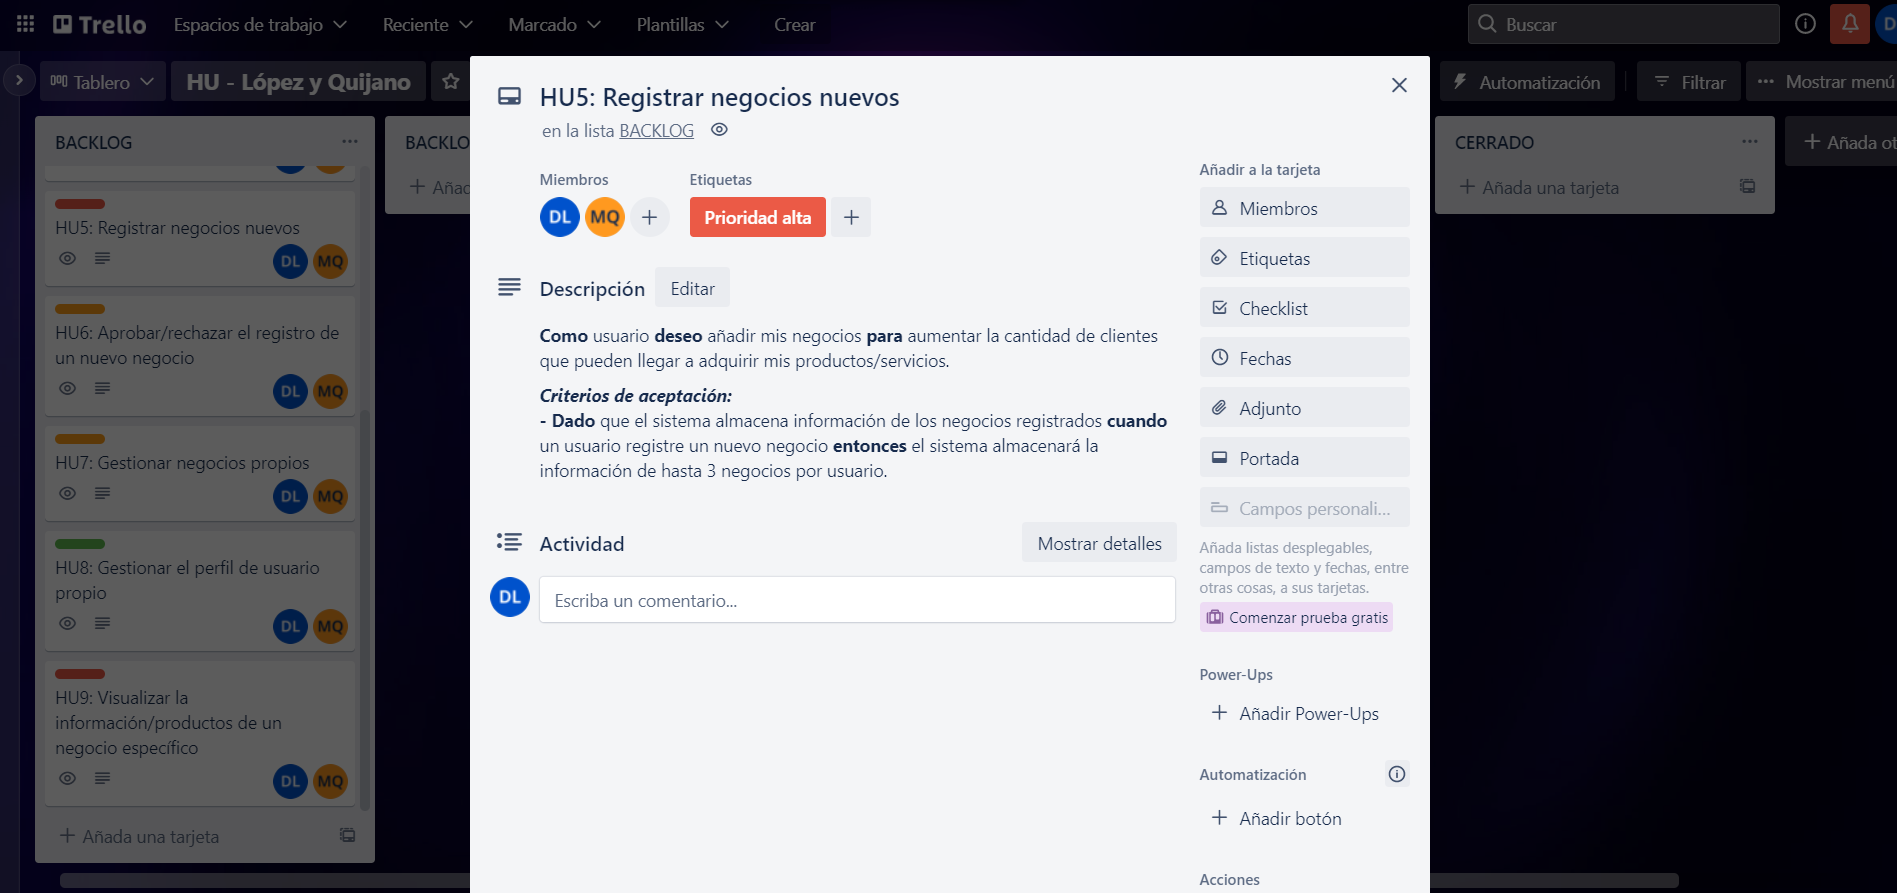 Trello
Espacios de trabajo
Reciente
Marcado
Plantillas
Crear
Buscar
D
Tablero
HU - López y Quijano
Automatización
Filtrar
Mostrar menú
BACKLOG
HU5: Registrar negocios nuevos
DL MQ
HU6: Aprobar/rechazar el registro de
un nuevo negocio
DL MQ
HU7: Gestionar negocios propios
DL MQ
HU8: Gestionar el perfil de usuario
propio
DL MQ
HU9: Visualizar la
información/productos de un
negocio específico
DL MQ
+ Añada una tarjeta
BACKLO
+ Añad
HU5: Registrar negocios nuevos
en la lista BACKLOG
Miembros
DL MQ +
Etiquetas
Prioridad alta +
Descripción
Editar
Como usuario deseo añadir mis negocios para aumentar la cantidad de clientes
que pueden llegar a adquirir mis productos/servicios.
Criterios de aceptación:
- Dado que el sistema almacena información de los negocios registrados cuando
un usuario registre un nuevo negocio entonces el sistema almacenará la
información de hasta 3 negocios por usuario.
Actividad
Mostrar detalles
DL
Escriba un comentario...
Añadir a la tarjeta
Miembros
Etiquetas
Checklist
Fechas
Adjunto
Portada
Campos personali...
Añada listas desplegables,
campos de texto y fechas, entre
otras cosas, a sus tarjetas.
Comenzar prueba gratis
Power-Ups
+ Añadir Power-Ups
Automatización
+ Añadir botón
Acciones
CERRADO
+ Añada una tarjeta
+ Añada ot